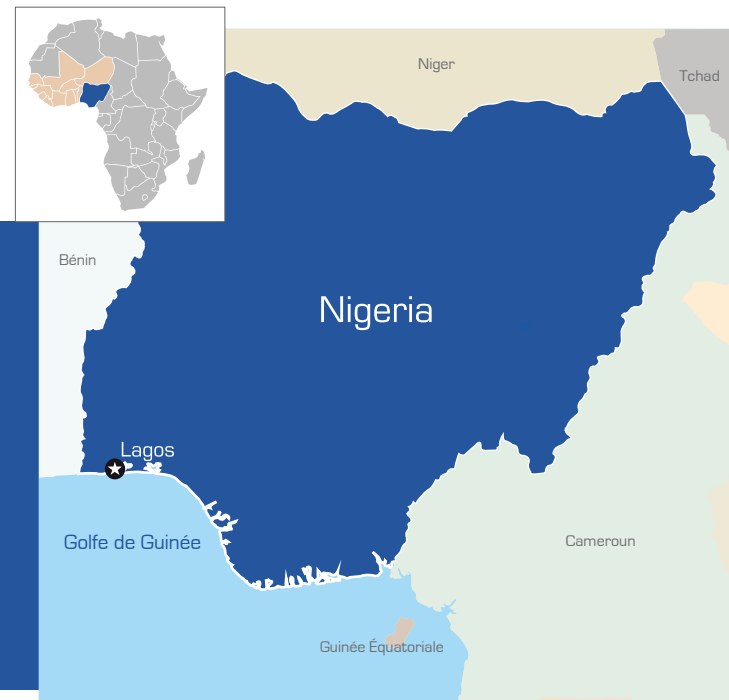 Niger
Tchad
Bénin
Nigeria
Lagos
Golfe de Guinée
Cameroun
Guinée Équatoriale